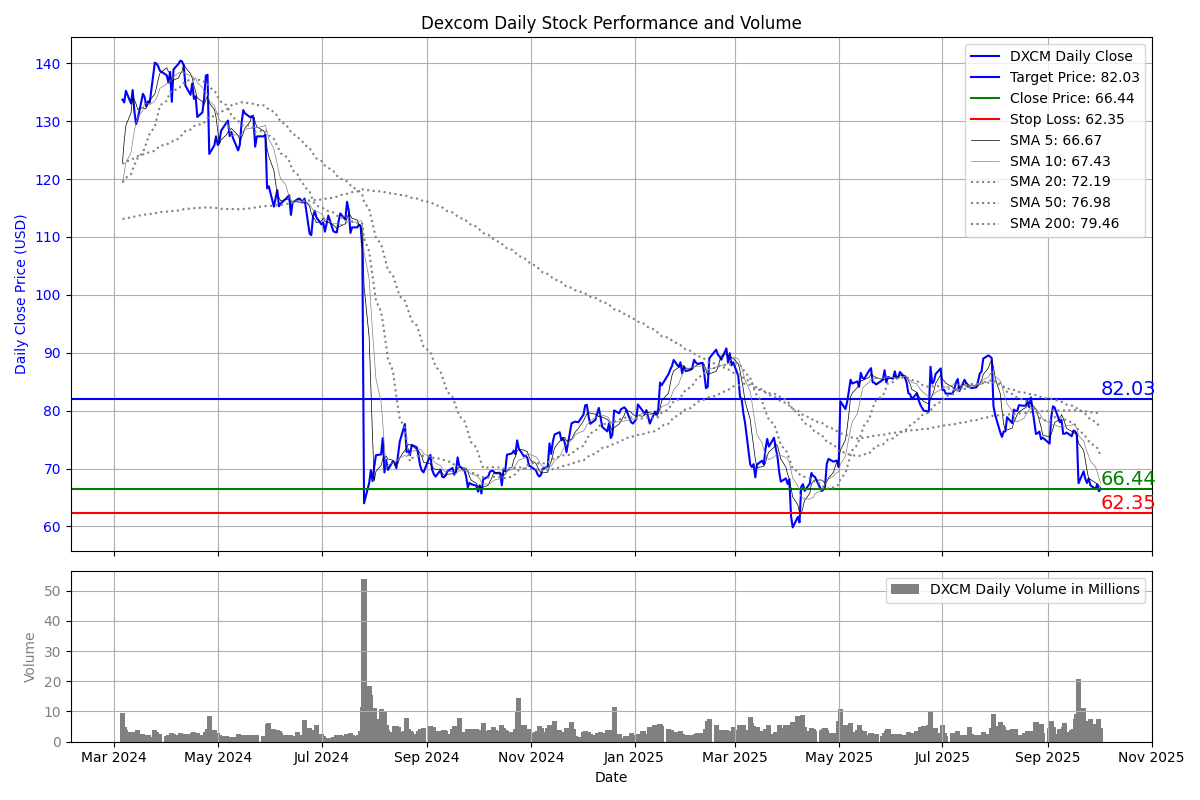 Dexcom Daily Stock Performance and Volume
DXCM Daily Close
Target Price: 82.03
Close Price: 66.44
Stop Loss: 62.35
SMA 5: 66.67
SMA 10: 67.43
SMA 20: 72.19
SMA 50: 76.98
SMA 200: 79.46
Daily Close Price (USD)
140
130
120
110
100
90
80
70
60
82.03
66.44
62.35
DXCM Daily Volume in Millions
Volume
50
40
30
20
10
0
Mar 2024
May 2024
Jul 2024
Sep 2024
Nov 2024
Jan 2025
Mar 2025
May 2025
Jul 2025
Sep 2025
Nov 2025
Date